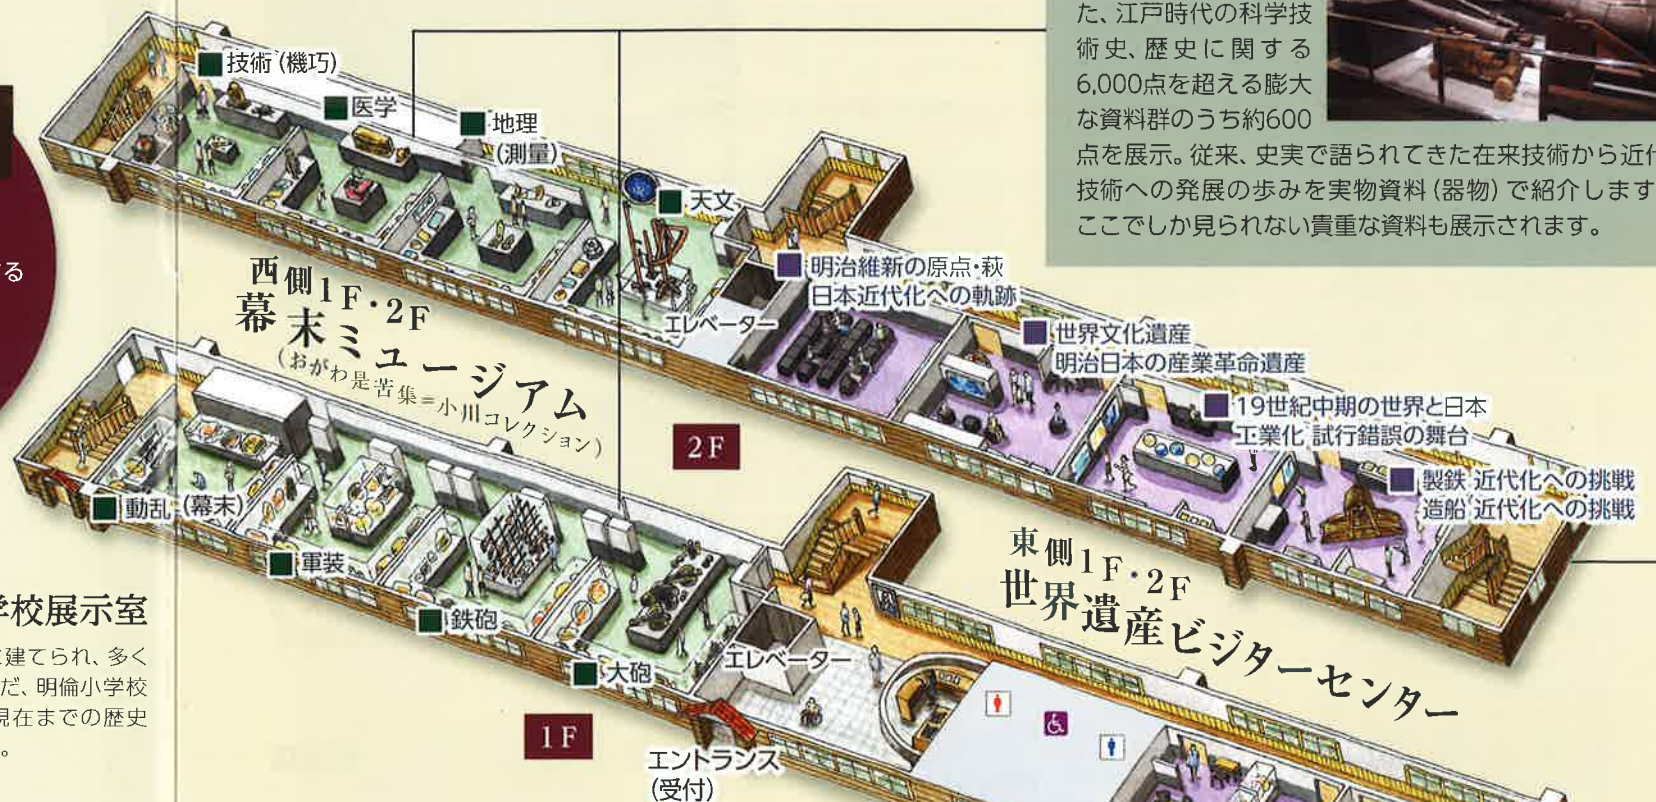 た、江戸時代の科学技
術史、歴史に関する
6,000点を超える膨大
な資料群のうち約600
点を展示。従来、史実で語られてきた在来技術から近代
技術への発展の歩みを実物資料(器物)で紹介します
ここでしか見られない貴重な資料も展示されます。
技術(機巧)
医学
地理
(測量)
天文
エレベーター
明治維新の原点・萩
日本近代化への軌跡
世界文化遺産
明治日本の産業革命遺産
19世紀中期の世界と日本
工業化 試行錯誤の舞台
製鉄 近代化への挑戦
造船 近代化への挑戦
2F
西側1F・2F
幕末ミュージアム
(おがわ是苦集=小川コレクション)
する
動乱(幕末)
軍装
鉄砲
大砲
エレベーター
1F
エントランス
(受付)
東側1F・2F
世界遺産ビジターセンター
学校展示室
建てられ、多く
だ、明倫小学校
現在までの歴史
。